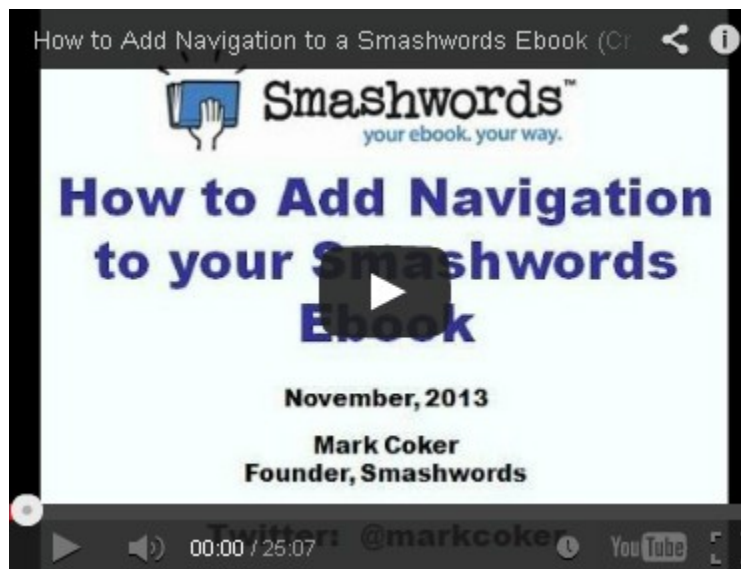 How to Add Navigation to a Smashwords Ebook (Cr
Smashwords™
your ebook. your way.
How to Add Navigation
to your Smashwords
Ebook
November, 2013
Mark Coker
Founder, Smashwords
Twitter: @markcoker
00:00 / 25:07
YouTube